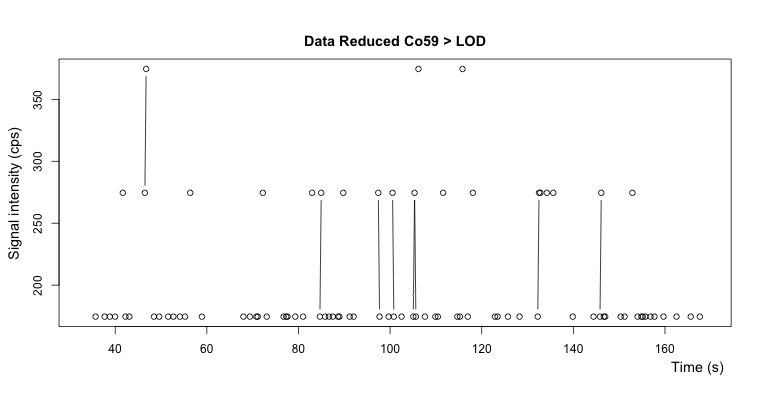 Data Reduced Co59 > LOD
Signal intensity (cps)
350
300
250
200
40 60 80 100 120 140 160
Time (s)